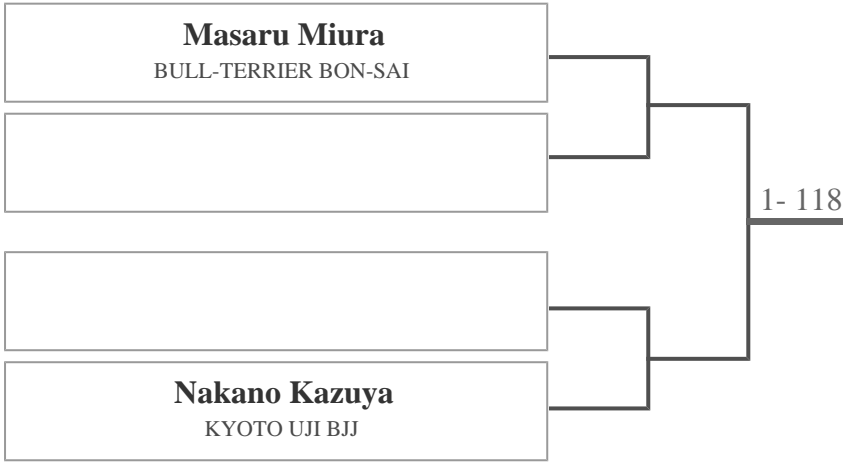 Masaru Miura
BULL-TERRIER BON-SAI
1- 118
Nakano Kazuya
KYOTO UJI BJJ